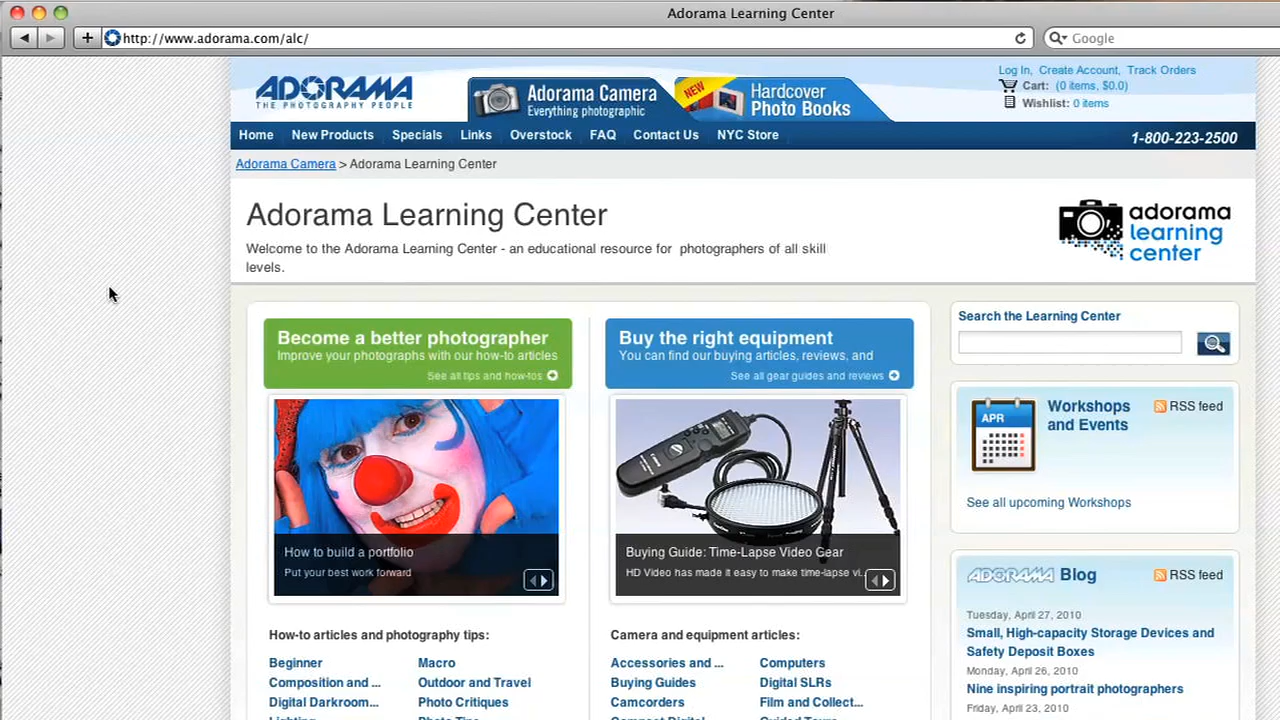 Adorama Learning Center
http://www.adorama.com/alc/
Google
ADORAMA
THE PHOTOGRAPHY PEOPLE
Adorama Camera
Everything photographic
NEW
Hardcover
Photo Books
Log In, Create Account, Track Orders
Cart: (0 items, $0.0)
Wishlist: 0 items
Home New Products Specials Links Overstock FAQ Contact Us NYC Store
1-800-223-2500
Adorama Camera > Adorama Learning Center
Adorama Learning Center
Welcome to the Adorama Learning Center - an educational resource for photographers of all skill
levels.
adorama
learning
center
Become a better photographer
Improve your photographs with our how-to articles
See all tips and how-tos
Buy the right equipment
You can find our buying articles, reviews, and
See all gear guides and reviews
How to build a portfolio
Put your best work forward
Buying Guide: Time-Lapse Video Gear
HD Video has made it easy to make time-lapse vi...
How-to articles and photography tips:
Beginner Macro
Composition and ... Outdoor and Travel
Digital Darkroom... Photo Critiques
Lighting Photo Tips
Camera and equipment articles:
Accessories and ... Computers
Buying Guides Digital SLRs
Camcorders Film and Collect...
Compact Digital Guided Tours
Search the Learning Center
APR
Workshops
and Events
RSS feed
See all upcoming Workshops
ADORAMA Blog
RSS feed
Tuesday, April 27, 2010
Small, High-capacity Storage Devices and
Safety Deposit Boxes
Monday, April 26, 2010
Nine inspiring portrait photographers
Friday, April 23, 2010